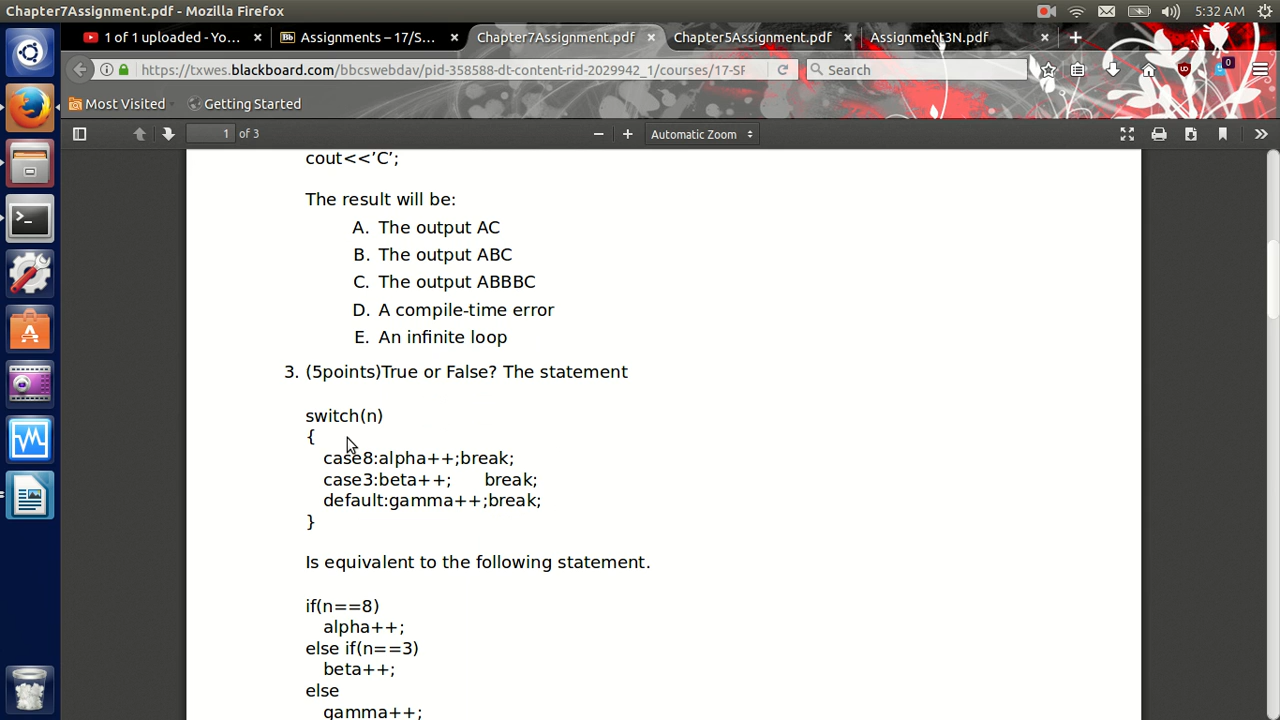 Chapter7Assignment.pdf - Mozilla Firefox
5:32 AM
1 of 1 uploaded - Yo...
Assignments – 17/S...
Chapter7Assignment.pdf
Chapter5Assignment.pdf
Assignment3N.pdf
https://txwes.blackboard.com/bbcswebdav/pid-358588-dt-content-rid-2029942_1/courses/17-SF
Search
0
Most Visited
Getting Started
1 of 3
Automatic Zoom
cout<<’C’;
The result will be:
A. The output AC
B. The output ABC
C. The output ABBBC
D. A compile-time error
E. An infinite loop
3. (5points)True or False? The statement
switch(n)
{
case8:alpha++;break;
case3:beta++; break;
default:gamma++;break;
}
Is equivalent to the following statement.
if(n==8)
alpha++;
else if(n==3)
beta++;
else
gamma++;